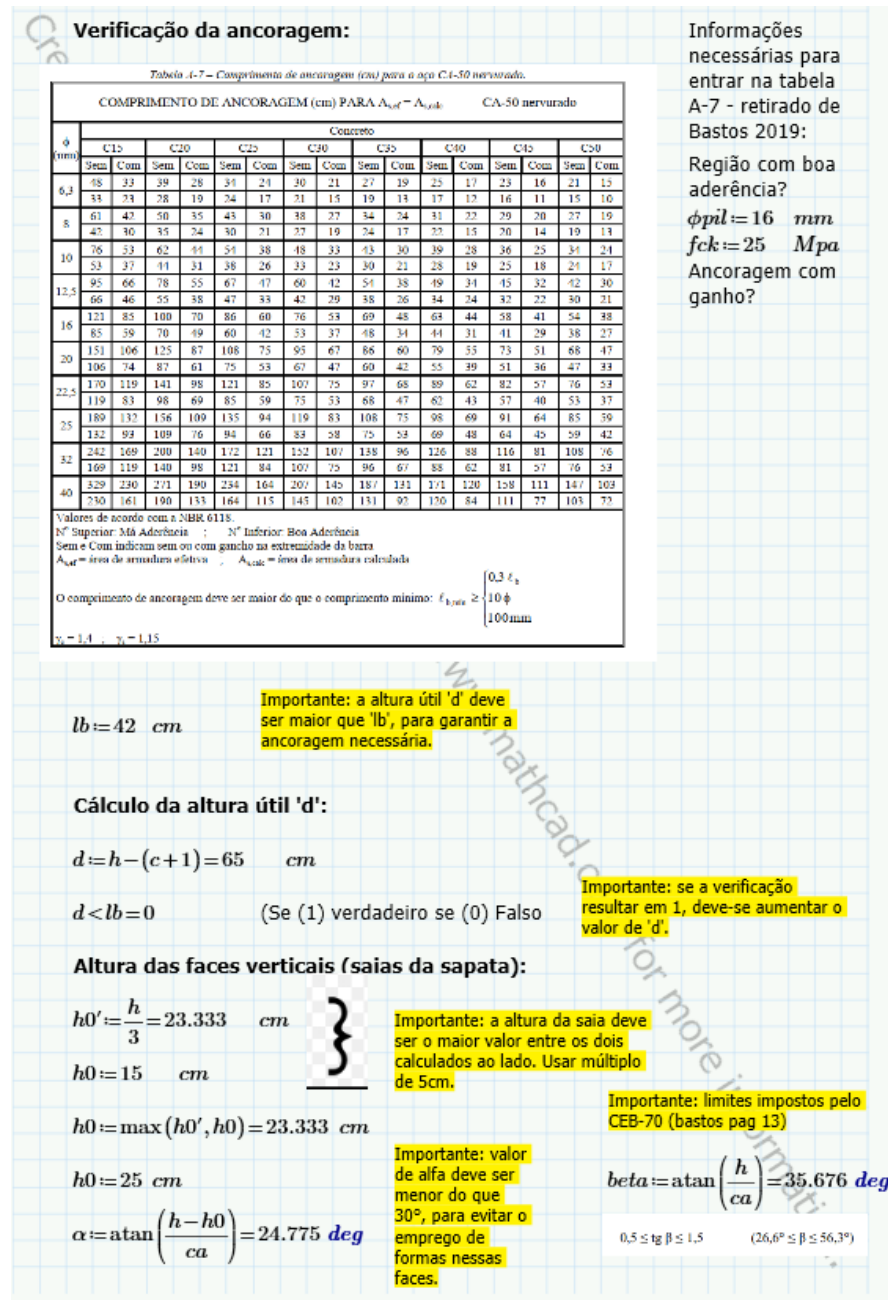 Verificação da ancoragem:
Informações
necessárias para
entrar na tabela
A-7 - retirado de
Bastos 2019:
Região com boa
aderência?
ϕpil:=16 mm
fck:=25 Mpa
Ancoragem com
ganho?
Tabela A-7 – Comprimento de ancoragem (cm) para o aço CA-50 nervurado.
COMPRIMENTO DE ANCORAGEM (cm) PARA As,ef = As,calc CA-50 nervurado
ϕ (mm) Concreto
C15 C20 C25 C30 C35 C40 C45 C50
Sem Com Sem Com Sem Com Sem Com Sem Com Sem Com Sem Com Sem Com
6,3 48 33 39 28 34 24 30 21 27 19 25 17 23 16 21 15
33 23 28 19 24 17 21 15 19 13 17 12 16 11 15 10
8 61 42 50 35 43 30 38 27 34 24 31 22 29 20 27 19
42 30 35 24 30 21 27 19 24 17 22 15 20 14 19 13
10 76 53 62 44 54 38 48 33 43 30 39 28 36 25 34 24
53 37 44 31 38 26 33 23 30 21 28 19 25 18 24 17
12,5 95 66 78 55 67 47 60 42 54 38 49 34 45 32 42 30
66 46 55 38 47 33 42 29 38 26 34 24 32 22 30 21
16 121 85 100 70 86 60 76 53 69 48 63 44 58 41 54 38
85 59 70 49 60 42 53 37 48 34 44 31 41 29 38 27
20 151 106 125 87 108 75 95 67 86 60 79 55 73 51 68 47
106 74 87 61 75 53 67 47 60 42 55 39 51 36 47 33
22,5 170 119 141 98 121 85 107 75 97 68 89 62 82 57 76 53
119 83 98 69 85 59 75 53 68 47 62 43 57 40 53 37
25 189 132 156 109 135 94 119 83 108 75 98 69 91 64 85 59
132 93 109 76 94 66 83 58 75 53 69 48 64 45 59 42
32 242 169 200 140 172 121 152 107 138 96 126 88 116 81 108 76
169 119 140 98 121 84 107 75 96 67 88 62 81 57 76 53
40 329 230 271 190 234 164 207 145 187 131 171 120 158 111 147 103
230 161 190 133 164 115 145 102 131 92 120 84 111 77 103 72
Valores de acordo com a NBR 6118.
Nº Superior: Má Aderência ; Nº Inferior: Boa Aderência
Sem e Com indicam sem ou com gancho na extremidade da barra
As,ef = área de armadura efetiva , As,calc = área de armadura calculada
O comprimento de ancoragem deve ser maior do que o comprimento mínimo: ℓb,mín ≥ { 0,3 ℓb
10 ϕ
100 mm
γc = 1,4 ; γs = 1,15
lb:=42 cm
Importante: a altura útil 'd' deve
ser maior que 'lb', para garantir a
ancoragem necessária.
Cálculo da altura útil 'd':
d:=h−(c+1)=65 cm
d<lb=0 (Se (1) verdadeiro se (0) Falso
Importante: se a verificação
resultar em 1, deve-se aumentar o
valor de 'd'.
Altura das faces verticais (saias da sapata):
h0′:=h/3=23.333 cm
h0:=15 cm
}
Importante: a altura da saia deve
ser o maior valor entre os dois
calculados ao lado. Usar múltiplo
de 5cm.
h0:=max(h0′,h0)=23.333 cm
h0:=25 cm
α:=atan((h−h0)/ca)=24.775 deg
Importante: valor
de alfa deve ser
menor do que
30°, para evitar o
emprego de
formas nessas
faces.
Importante: limites impostos pelo
CEB-70 (bastos pag 13)
beta:=atan(h/ca)=35.676 deg
0,5 ≤ tg β ≤ 1,5 (26,6º ≤ β ≤ 56,3º)
mathcad.c
for more